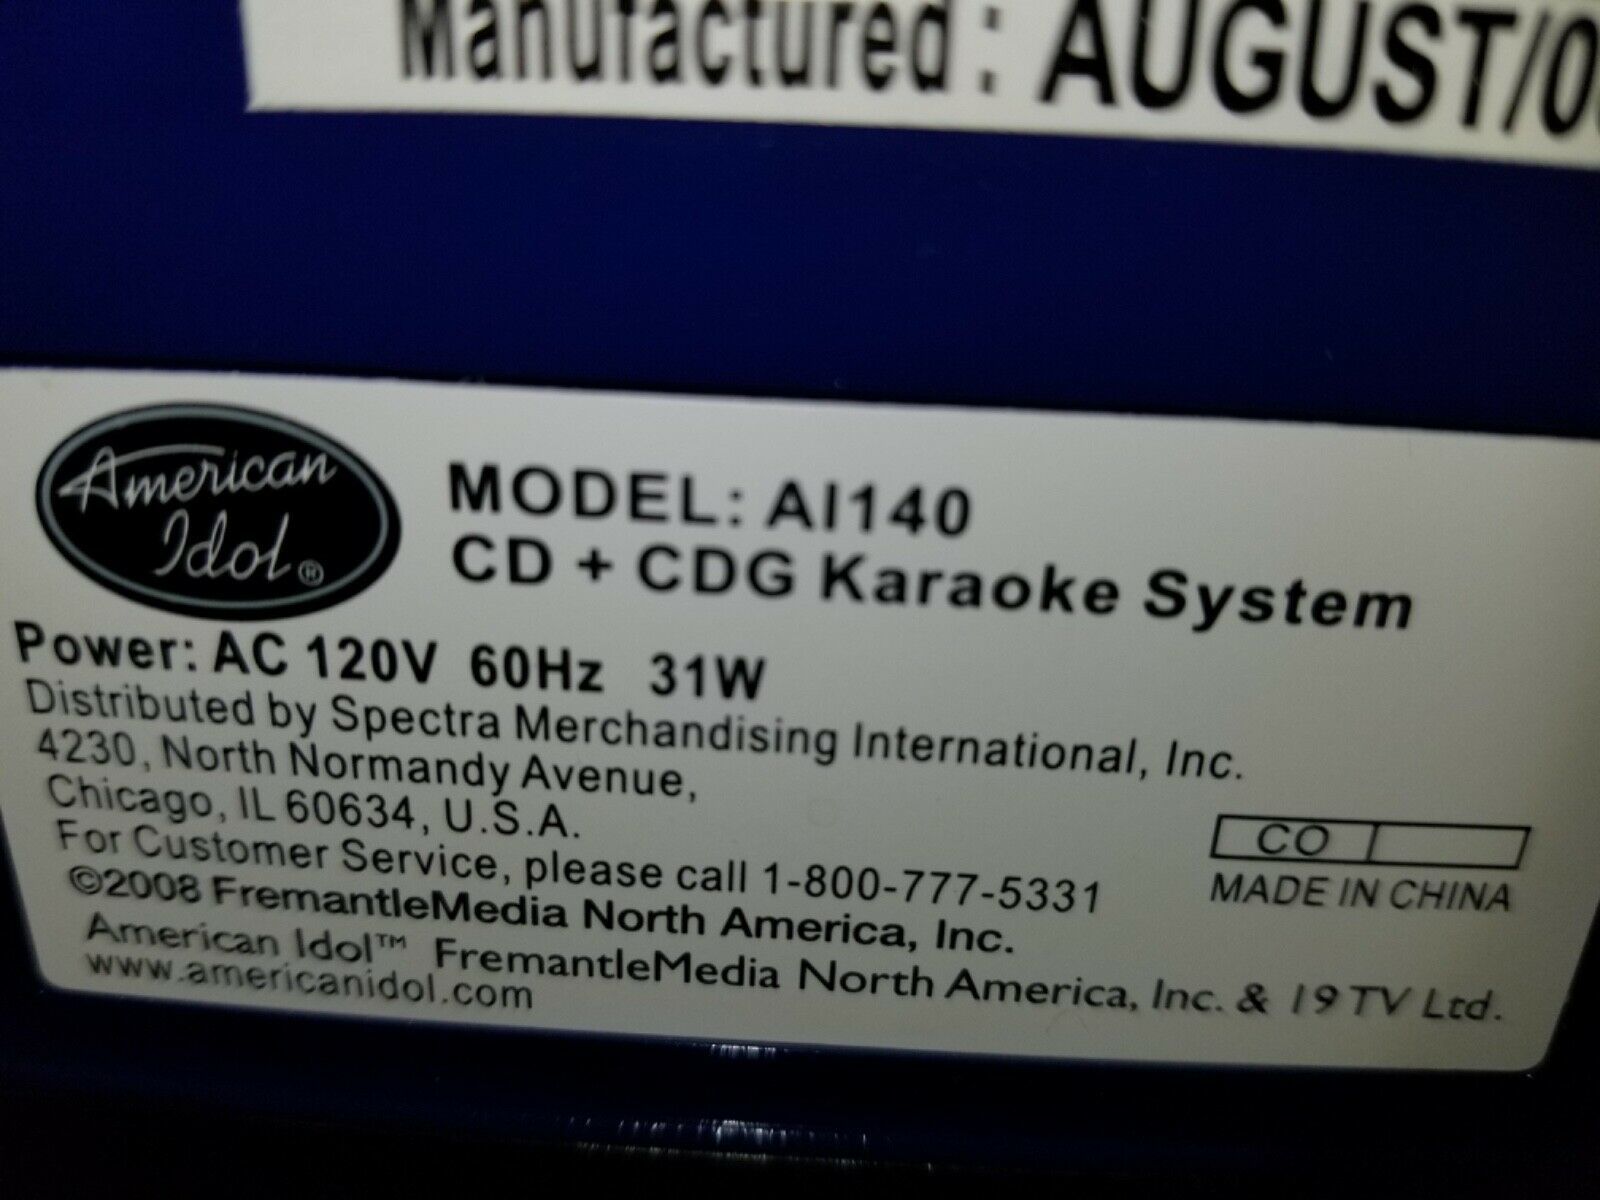 Manufactured : AUGUST/0
American
Idol®
MODEL: AI140
CD + CDG Karaoke System
Power: AC 120V 60Hz 31W
Distributed by Spectra Merchandising International, Inc.
4230, North Normandy Avenue,
Chicago, IL 60634, U.S.A.
For Customer Service, please call 1-800-777-5331
CO
MADE IN CHINA
©2008 FremantleMedia North America, Inc.
American Idol™ FremantleMedia North America, Inc. & 19 TV Ltd.
www.americanidol.com